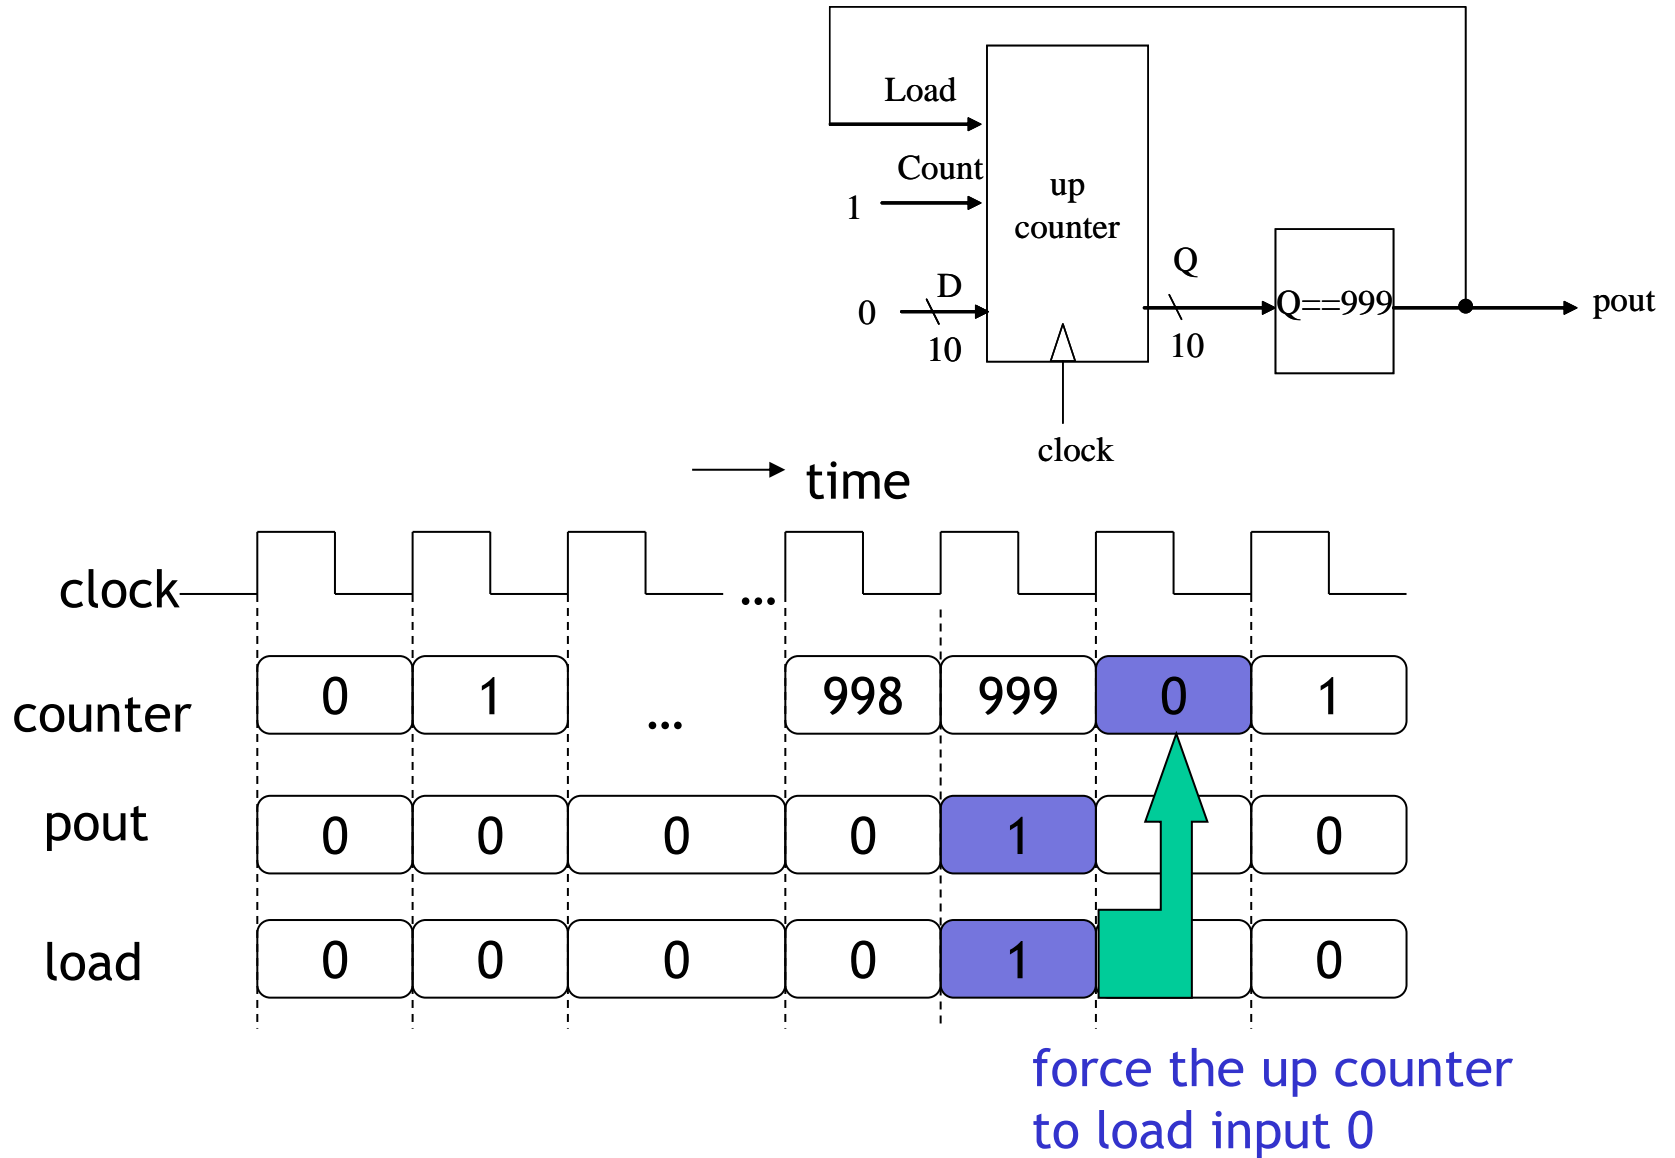 Load
Count
1
up
counter
D
0
10
Q
10
Q==999
pout
clock
time
clock ...
counter 0 1 ... 998 999 0 1
pout 0 0 0 0 1 0
load 0 0 0 0 1 0
force the up counter
to load input 0